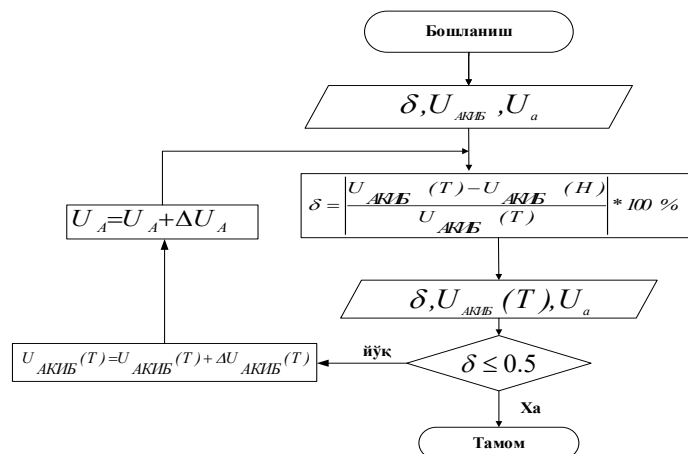 Бошланиш
δ,U_АКИБ ,U_a
δ = |U_АКИБ (T)−U_АКИБ (H) / U_АКИБ (T)| * 100 %
U_A=U_A+ΔU_A
δ,U_АКИБ (T),U_a
U_АКИБ(T)=U_АКИБ(T)+ΔU_АКИБ(T)
йўқ
δ ≤ 0.5
Ха
Тамом